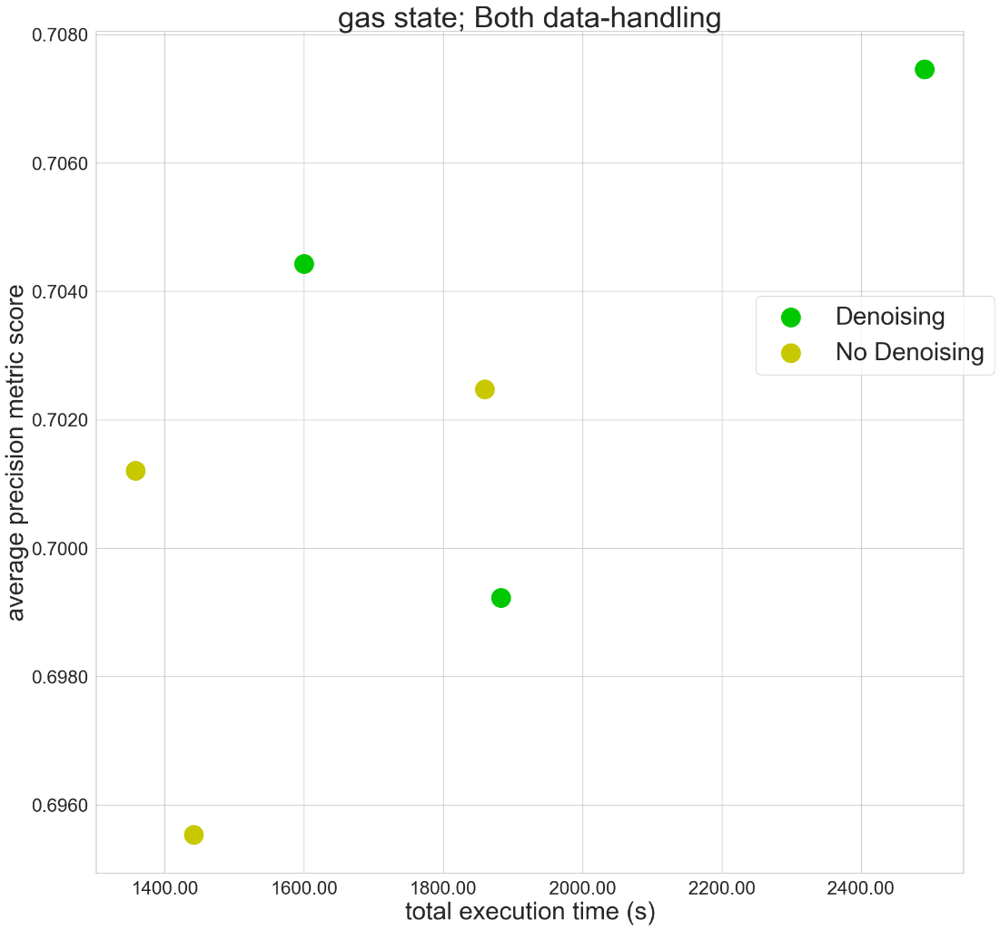 gas state; Both data-handling
0.7080
0.7060
0.7040
0.7020
0.7000
0.6980
0.6960
average precision metric score
Denoising
No Denoising
1400.00 1600.00 1800.00 2000.00 2200.00 2400.00
total execution time (s)